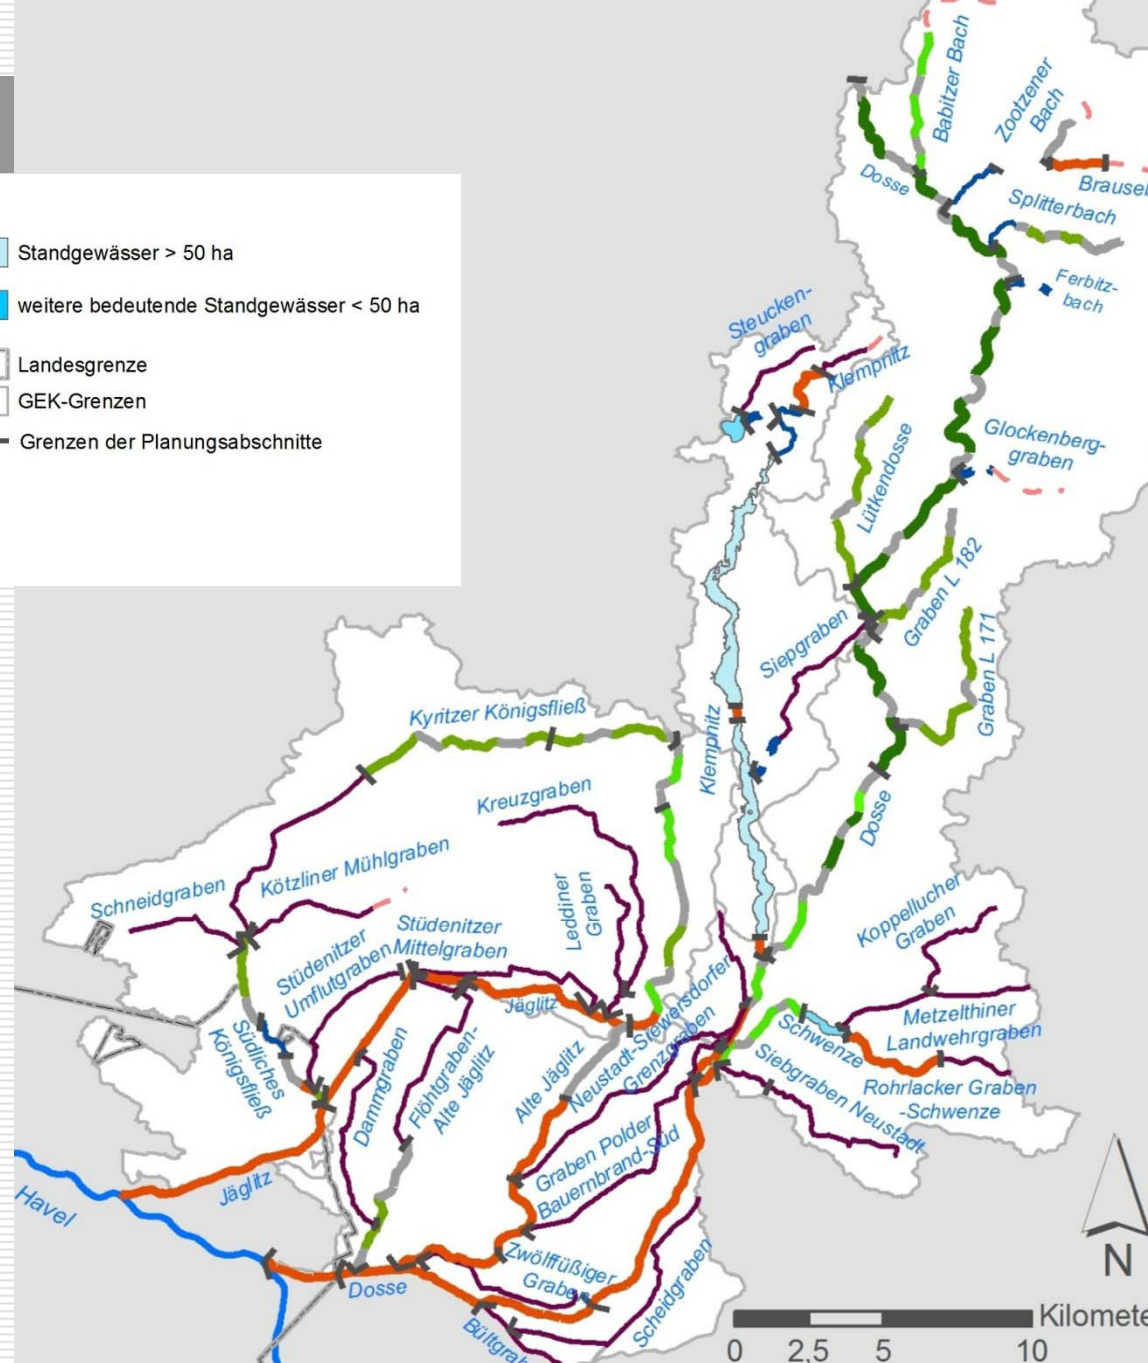 Standgewässer > 50 ha
weitere bedeutende Standgewässer < 50 ha
Landesgrenze
GEK-Grenzen
Grenzen der Planungsabschnitte
Babitzer Bach
Zootzener
Bach
Dosse
Brausel
Splitterbach
Ferbitz-
bach
Steucken-
graben
Klempnitz
Glockenberg-
graben
Lütkendosse
Graben L 182
Siepgraben
Graben L 171
Kyritzer Königsfließ
Klempnitz
Kreuzgraben
Dosse
Kötzliner Mühlgraben
Schneidgraben
Leddiner
Graben
Koppellucher
Graben
Stüdenitzer
Mittelgraben
Stüdenitzer
Umflutgraben
Jäglitz
Neustadt-Siewersdorfer
Grenzgraben
Metzelthiner
Landwehrgraben
Schwenze
Südliches
Königsfließ
Dammgraben
Flöhtgraben-
Alte Jäglitz
Alte Jäglitz
Siebgraben Neustadt
Rohrlacker Graben
-Schwenze
Graben Polder
Bauernbrand-Süd
Jäglitz
Havel
Zwölffüßiger
Graben
Scheidgraben
Dosse
Bültgrab
N
Kilomete
0 2,5 5 10